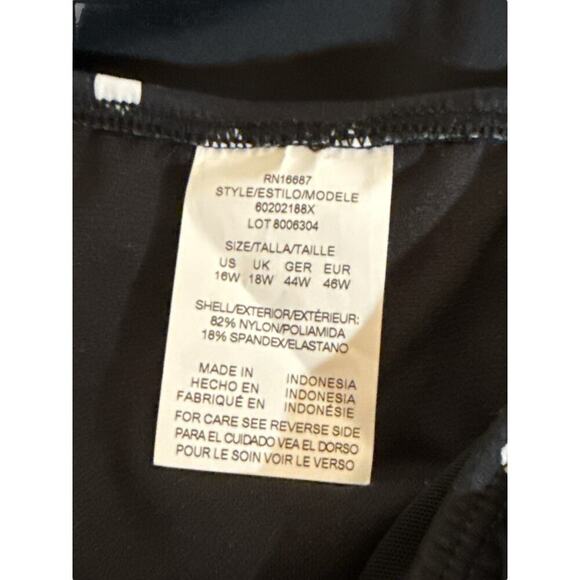 RN16687
STYLE/ESTILO/MODELE
60202188X
LOT 8006304
SIZE/TALLA/TAILLE
US UK GER EUR
16W 18W 44W 46W
SHELL/EXTERIOR/EXTÉRIEUR:
82% NYLON/POLIAMIDA
18% SPANDEX/ELASTANO
MADE IN INDONESIA
HECHO EN INDONESIA
FABRIQUÉ EN INDONÉSIE
FOR CARE SEE REVERSE SIDE
PARA EL CUIDADO VEA EL DORSO
POUR LE SOIN VOIR LE VERSO